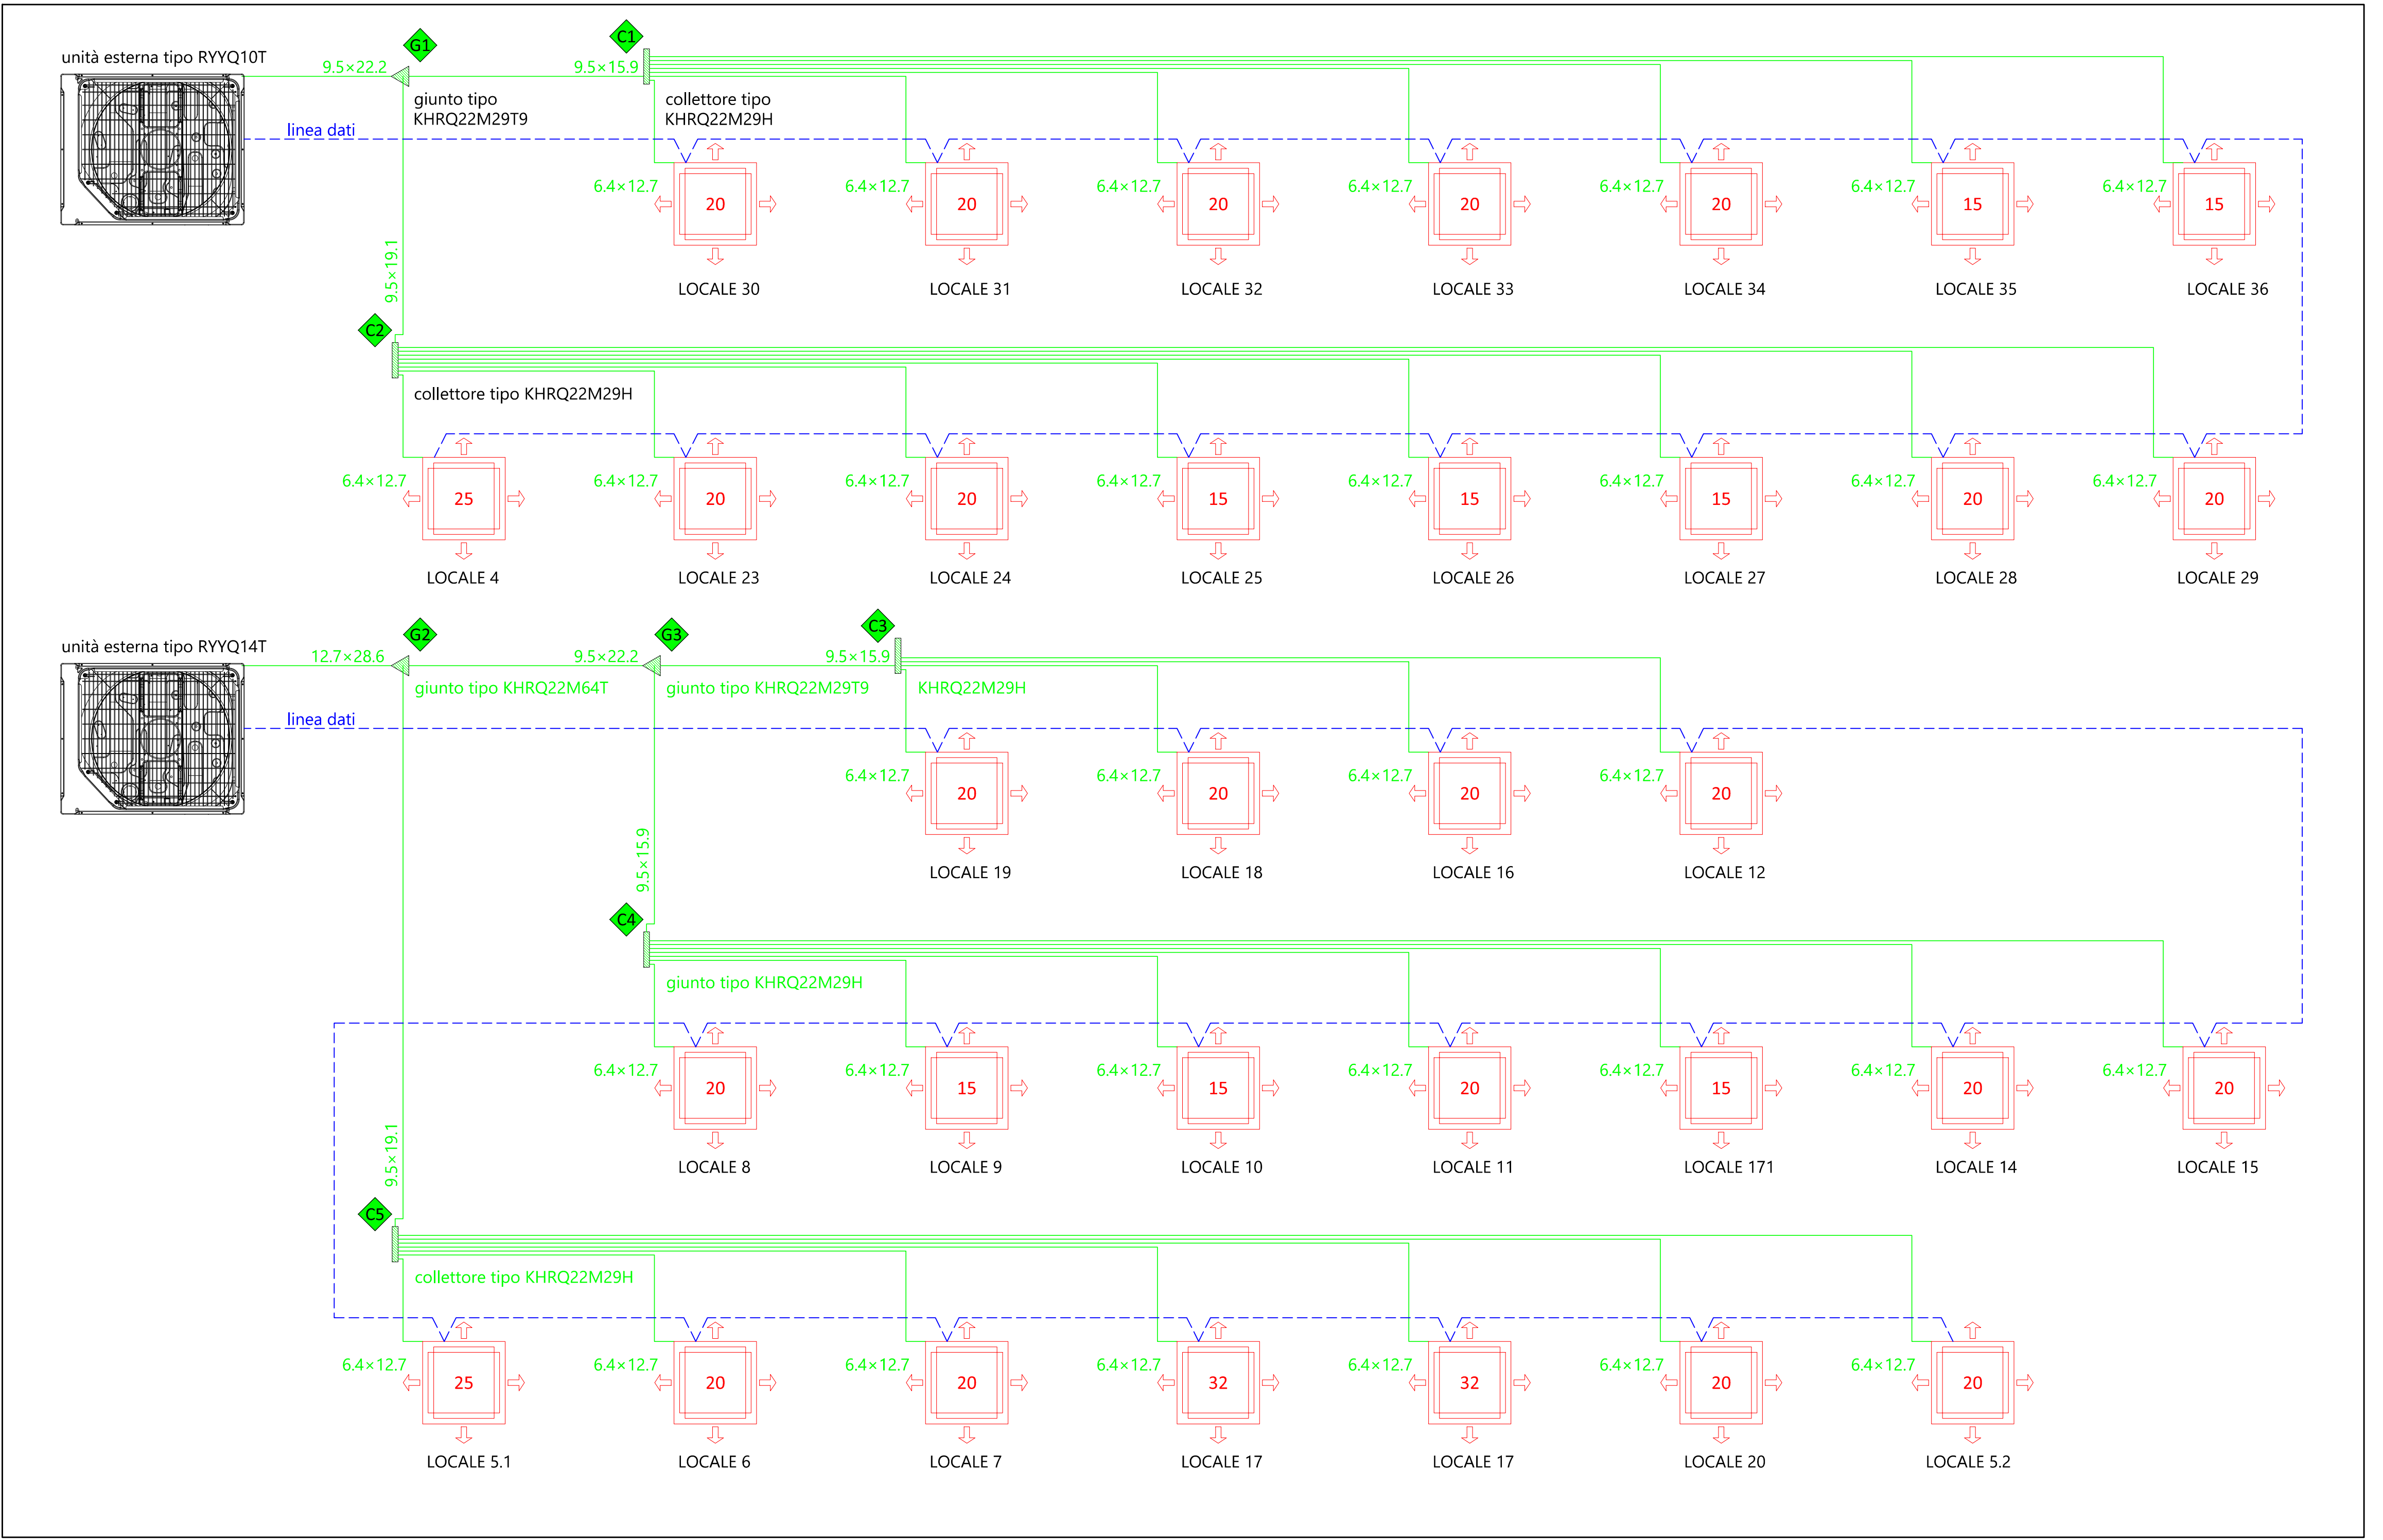 G1
C1
unità esterna tipo RYYQ10T
9.5×22.2
9.5×15.9
giunto tipo
KHRQ22M29T9
collettore tipo
KHRQ22M29H
linea dati
6.4×12.7
6.4×12.7
6.4×12.7
6.4×12.7
6.4×12.7
6.4×12.7
6.4×12.7
20
20
20
20
20
15
15
9.5×19.1
LOCALE 30
LOCALE 31
LOCALE 32
LOCALE 33
LOCALE 34
LOCALE 35
LOCALE 36
C2
collettore tipo KHRQ22M29H
6.4×12.7
6.4×12.7
6.4×12.7
6.4×12.7
6.4×12.7
6.4×12.7
6.4×12.7
6.4×12.7
25
20
20
15
15
15
20
20
LOCALE 4
LOCALE 23
LOCALE 24
LOCALE 25
LOCALE 26
LOCALE 27
LOCALE 28
LOCALE 29
G2
G3
C3
unità esterna tipo RYYQ14T
12.7×28.6
9.5×22.2
9.5×15.9
giunto tipo KHRQ22M64T
giunto tipo KHRQ22M29T9
KHRQ22M29H
linea dati
6.4×12.7
6.4×12.7
6.4×12.7
6.4×12.7
20
20
20
20
9.5×15.9
LOCALE 19
LOCALE 18
LOCALE 16
LOCALE 12
C4
giunto tipo KHRQ22M29H
6.4×12.7
6.4×12.7
6.4×12.7
6.4×12.7
6.4×12.7
6.4×12.7
6.4×12.7
20
15
15
20
15
20
20
9.5×19.1
LOCALE 8
LOCALE 9
LOCALE 10
LOCALE 11
LOCALE 171
LOCALE 14
LOCALE 15
C5
collettore tipo KHRQ22M29H
6.4×12.7
6.4×12.7
6.4×12.7
6.4×12.7
6.4×12.7
6.4×12.7
6.4×12.7
25
20
20
32
32
20
20
LOCALE 5.1
LOCALE 6
LOCALE 7
LOCALE 17
LOCALE 17
LOCALE 20
LOCALE 5.2